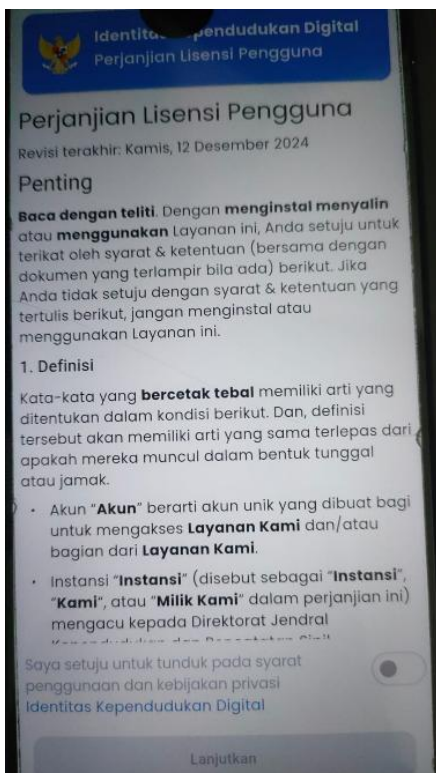 Digital
Perjanjian Lisensi Pengguna
Perjanjian Lisensi Pengguna
Revisi terakhir: Kamis, 12 Desember 2024
Penting
Baca dengan teliti. Dengan menginstal menyalin
atau menggunakan Layanan ini, Anda setuju untuk
terikat oleh syarat & ketentuan (bersama dengan
dokumen yang terlampir bila ada) berikut. Jika
Anda tidak setuju dengan syarat & ketentuan yang
tertulis berikut, jangan menginstal atau
menggunakan Layanan ini.
1. Definisi
Kata-kata yang bercetak tebal memiliki arti yang
ditentukan dalam kondisi berikut. Dan, definisi
tersebut akan memiliki arti yang sama terlepas dari
apakah mereka muncul dalam bentuk tunggal
atau jamak.
• Akun "Akun" berarti akun unik yang dibuat bagi
untuk mengakses Layanan Kami dan/atau
bagian dari Layanan Kami.
• Instansi "Instansi" (disebut sebagai "Instansi",
"Kami", atau "Milik Kami" dalam perjanjian ini)
mengacu kepada Direktorat Jendral
Saya setuju untuk tunduk pada syarat
penggunaan dan kebijakan privasi
Identitas Kependudukan Digital
Lanjutkan